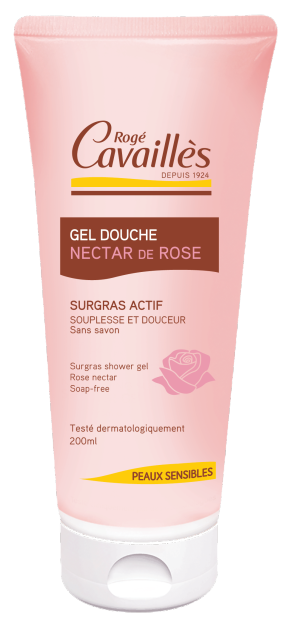 Rogé
Cavaillès
DEPUIS 1924
GEL DOUCHE
NECTAR DE ROSE
SURGRAS ACTIF
SOUPLESSE ET DOUCEUR
Sans savon
Surgras shower gel
Rose nectar
Soap-free
Testé dermatologiquement
200ml
PEAUX SENSIBLES